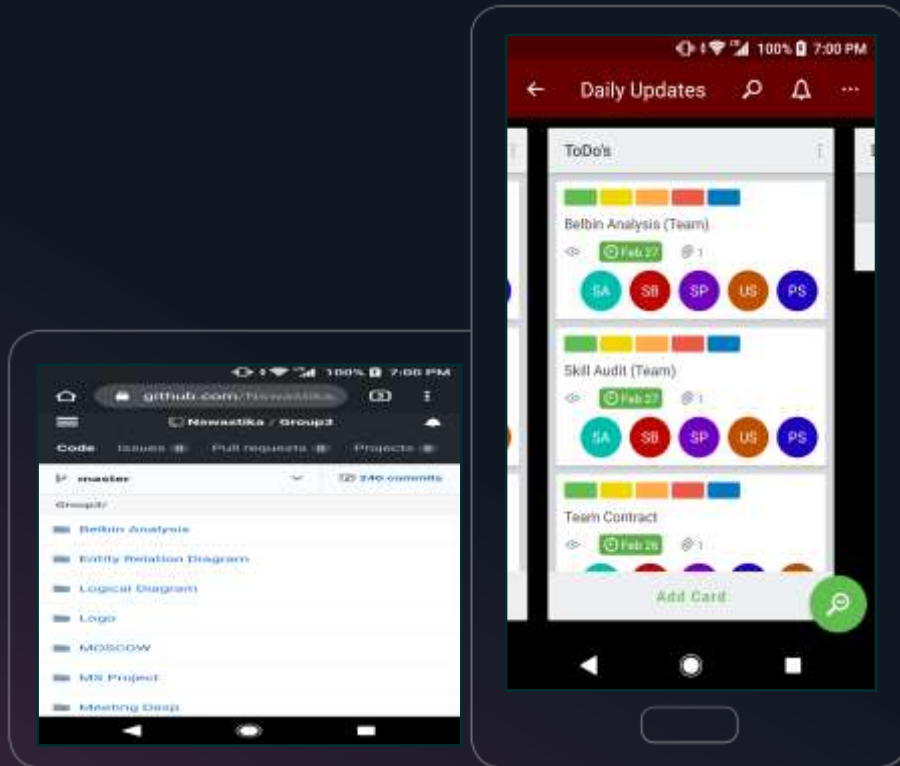 100% 7:00 PM
github.com/Nawastika
Nawastika / Group3
Code Issues Pull requests Projects
master 240 commits
Group3/
Belbin Analysis
Entity Relation Diagram
Logical Diagram
Logo
MOSCOW
MS Project
Meeting Desp
100% 7:00 PM
Daily Updates
ToDo's
Belbin Analysis (Team)
Feb 27 1
SA SB SP US PS
Skill Audit (Team)
Feb 27 1
SA SB SP US PS
Team Contract
Feb 26 1
Add Card